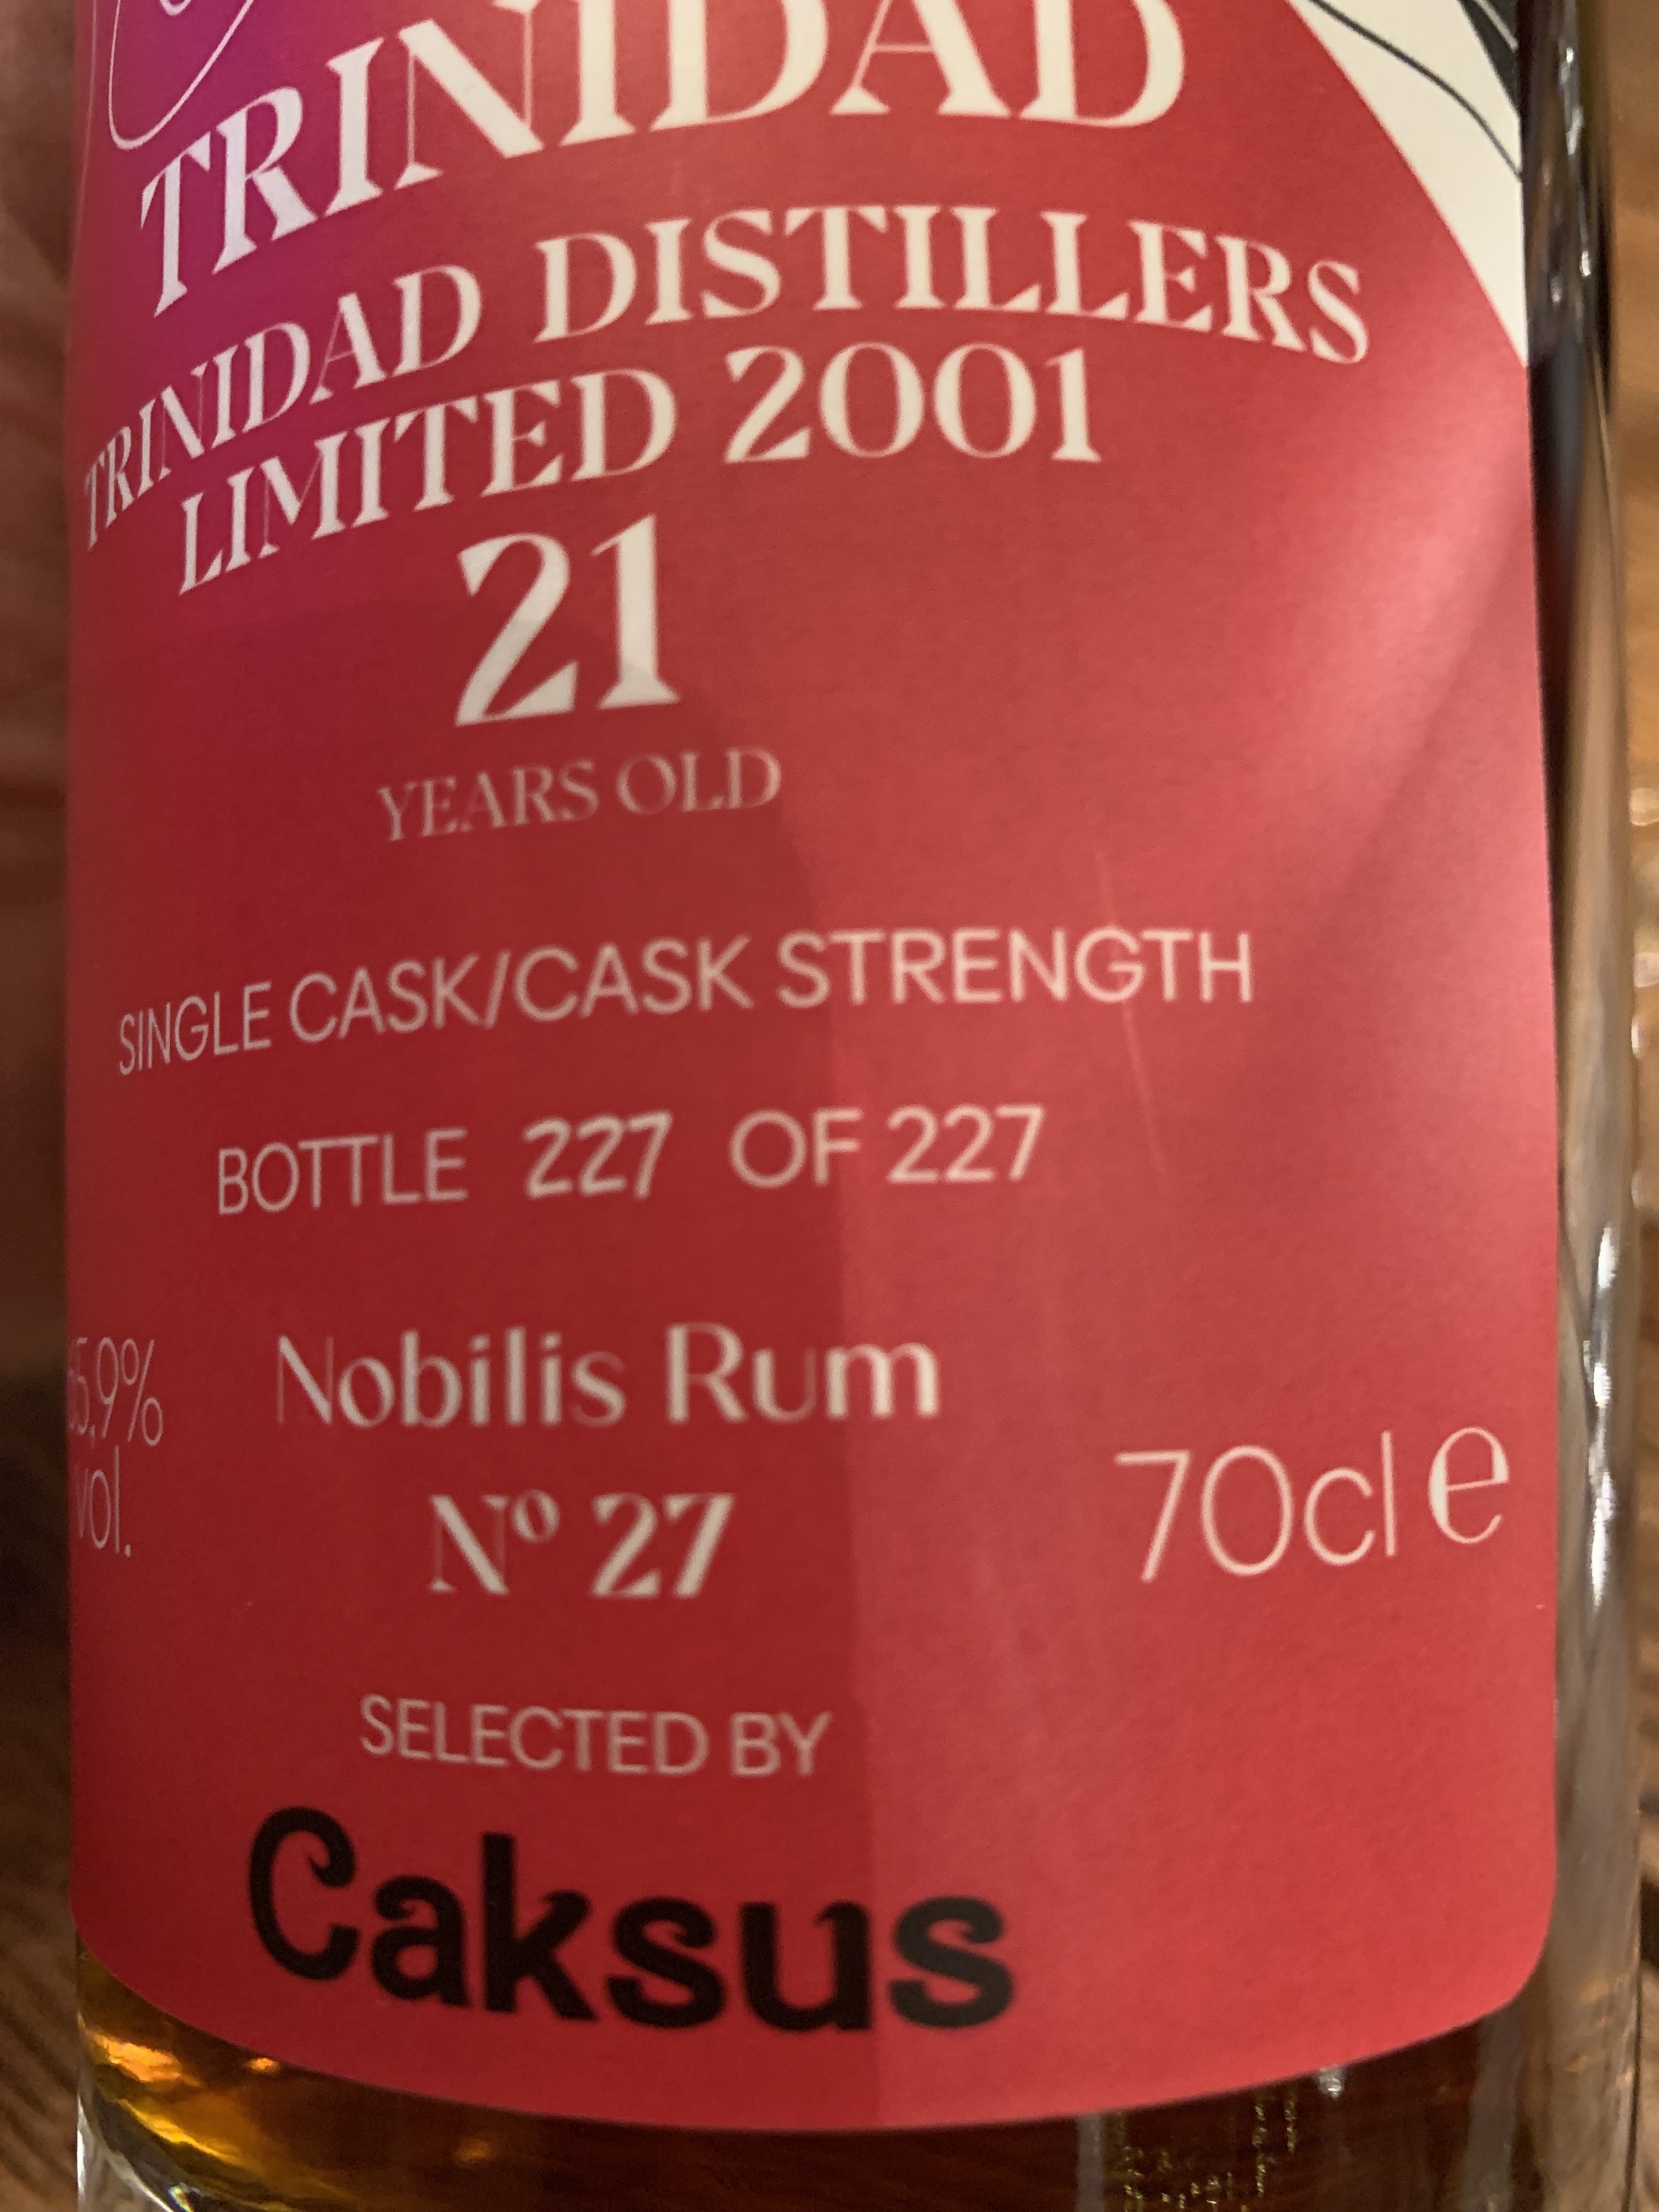 TRINIDAD
TRINIDAD DISTILLERS
LIMITED 2001
21
YEARS OLD
SINGLE CASK/CASK STRENGTH
BOTTLE 227 OF 227
Nobilis Rum
Nº 27
vol.
70cl e
SELECTED BY
Caksus